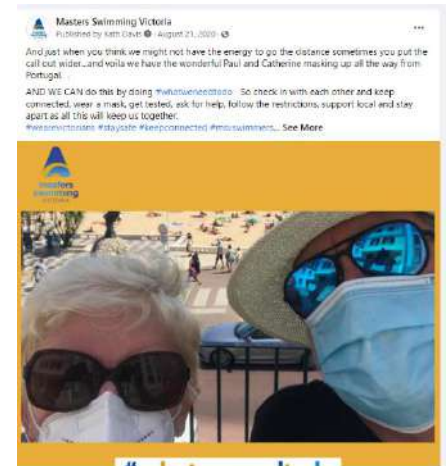 Masters Swimming Victoria
Published by Kath Davis · August 21, 2020 ·
And just when you think we might not have the energy to go the distance sometimes you put the
call out wider...and voila we have the wonderful Paul and Catherine masking up all the way from
Portugal.
AND WE CAN do this by doing #whatweneedtodo So check in with each other and keep
connected, wear a mask, get tested, ask for help, follow the restrictions, support local and stay
apart as all this will keep us together.
#wearevictorians #staysafe #keepconnected #msvswimmers... See More
masters
swimming